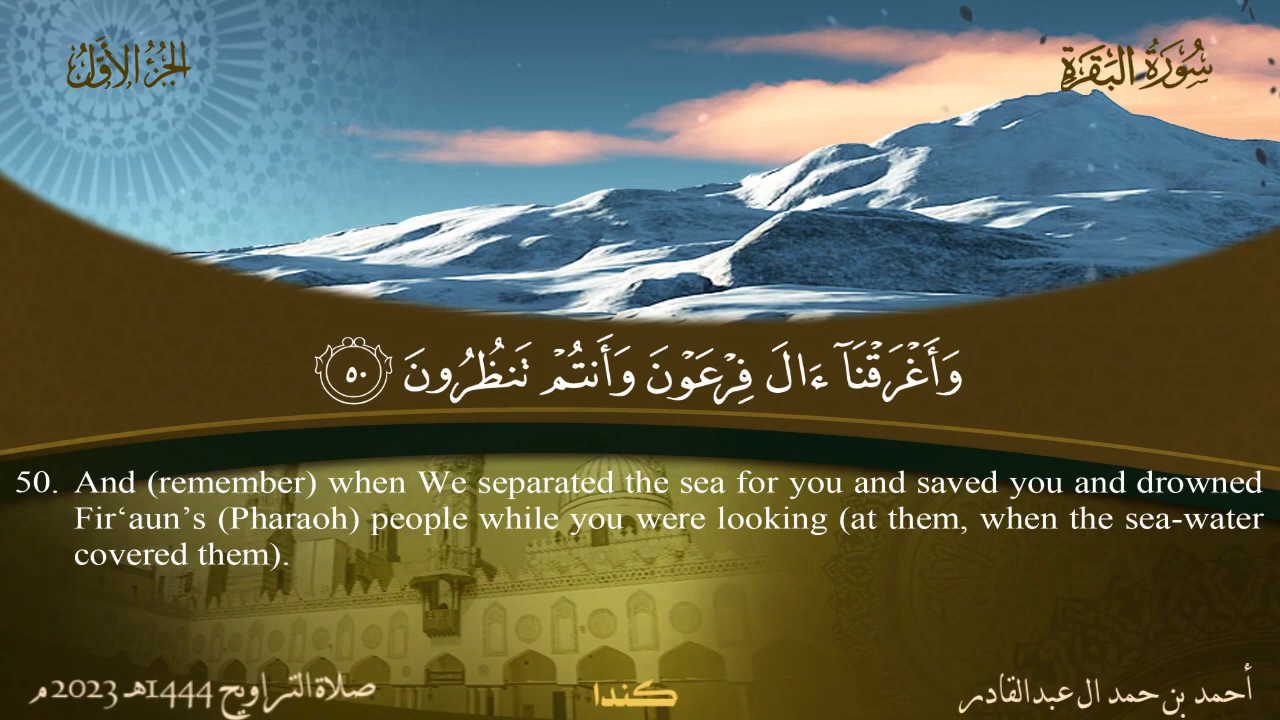 سُورَةُ البَقَرَةِ
الجُزْءُ الأَوَّلُ
وَأَغْرَقْنَآ ءَالَ فِرْعَوْنَ وَأَنتُمْ تَنظُرُونَ ٥٠
50. And (remember) when We separated the sea for you and saved you and drowned
Fir‘aun’s (Pharaoh) people while you were looking (at them, when the sea-water
covered them).
أحمد بن حمد ال عبدالقادر
كندا
صلاة التراويح 1444هـ 2023م